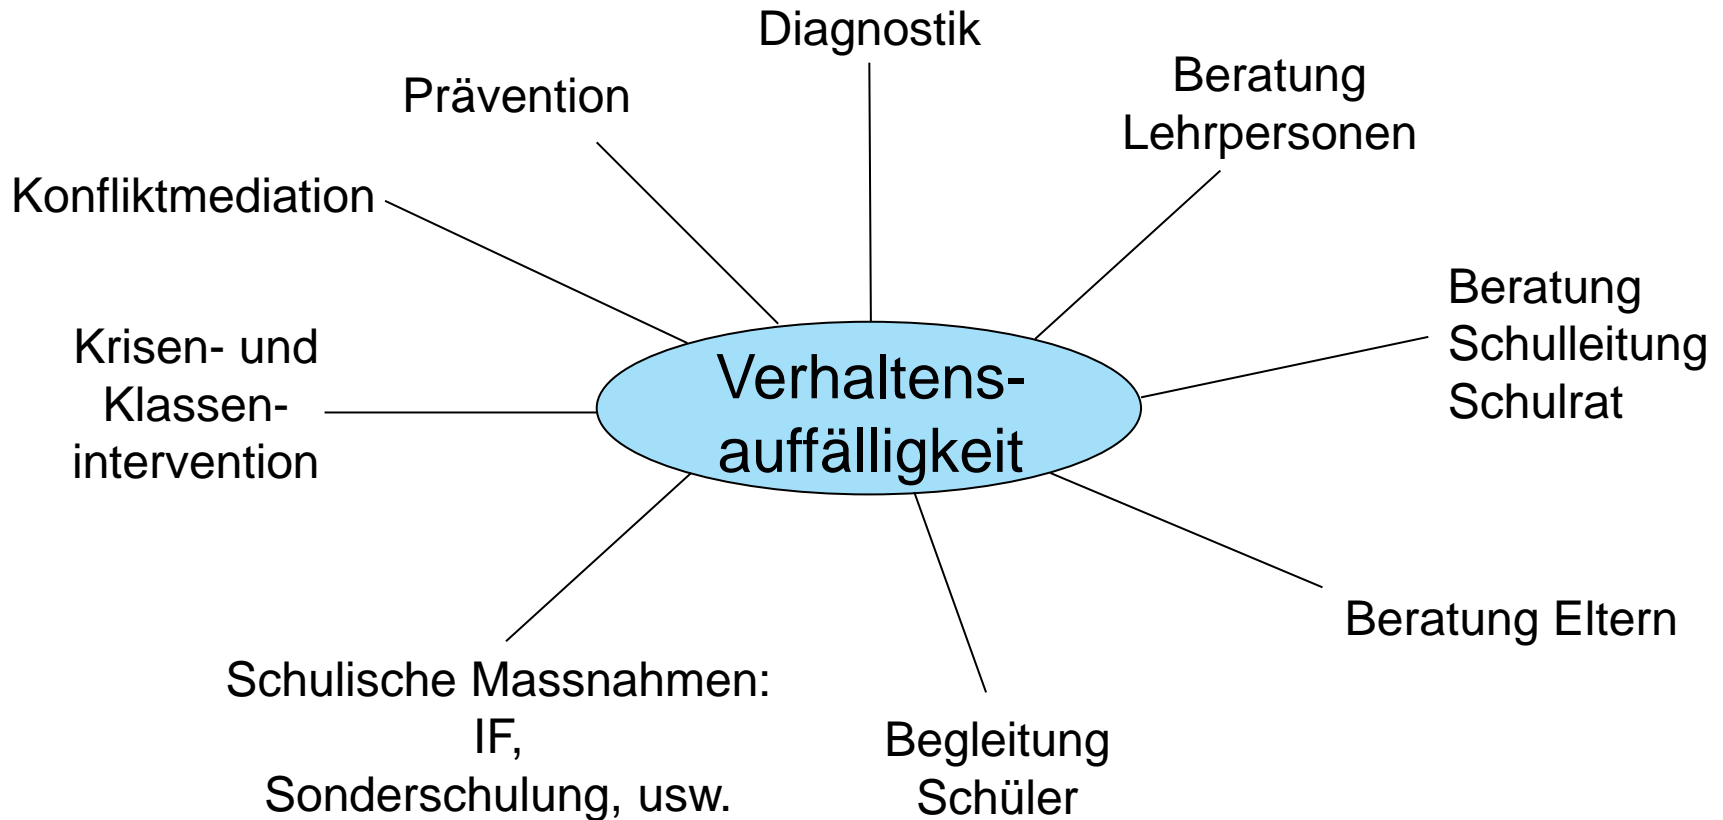 Diagnostik
Prävention
Beratung
Lehrpersonen
Konfliktmediation
Beratung
Schulleitung
Schulrat
Krisen- und
Klassen-
intervention
Verhaltens-
auffälligkeit
Beratung Eltern
Schulische Massnahmen:
IF,
Sonderschulung, usw.
Begleitung
Schüler